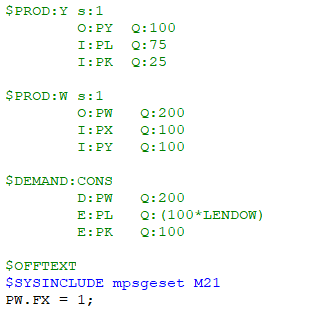 $PROD:Y s:1
O:PY Q:100
I:PL Q:75
I:PK Q:25
$PROD:W s:1
O:PW Q:200
I:PX Q:100
I:PY Q:100
$DEMAND:CONS
D:PW Q:200
E:PL Q:(100*LENDOW)
E:PK Q:100
$OFFTEXT
$SYSINCLUDE mpsgeset M21
PW.FX = 1;